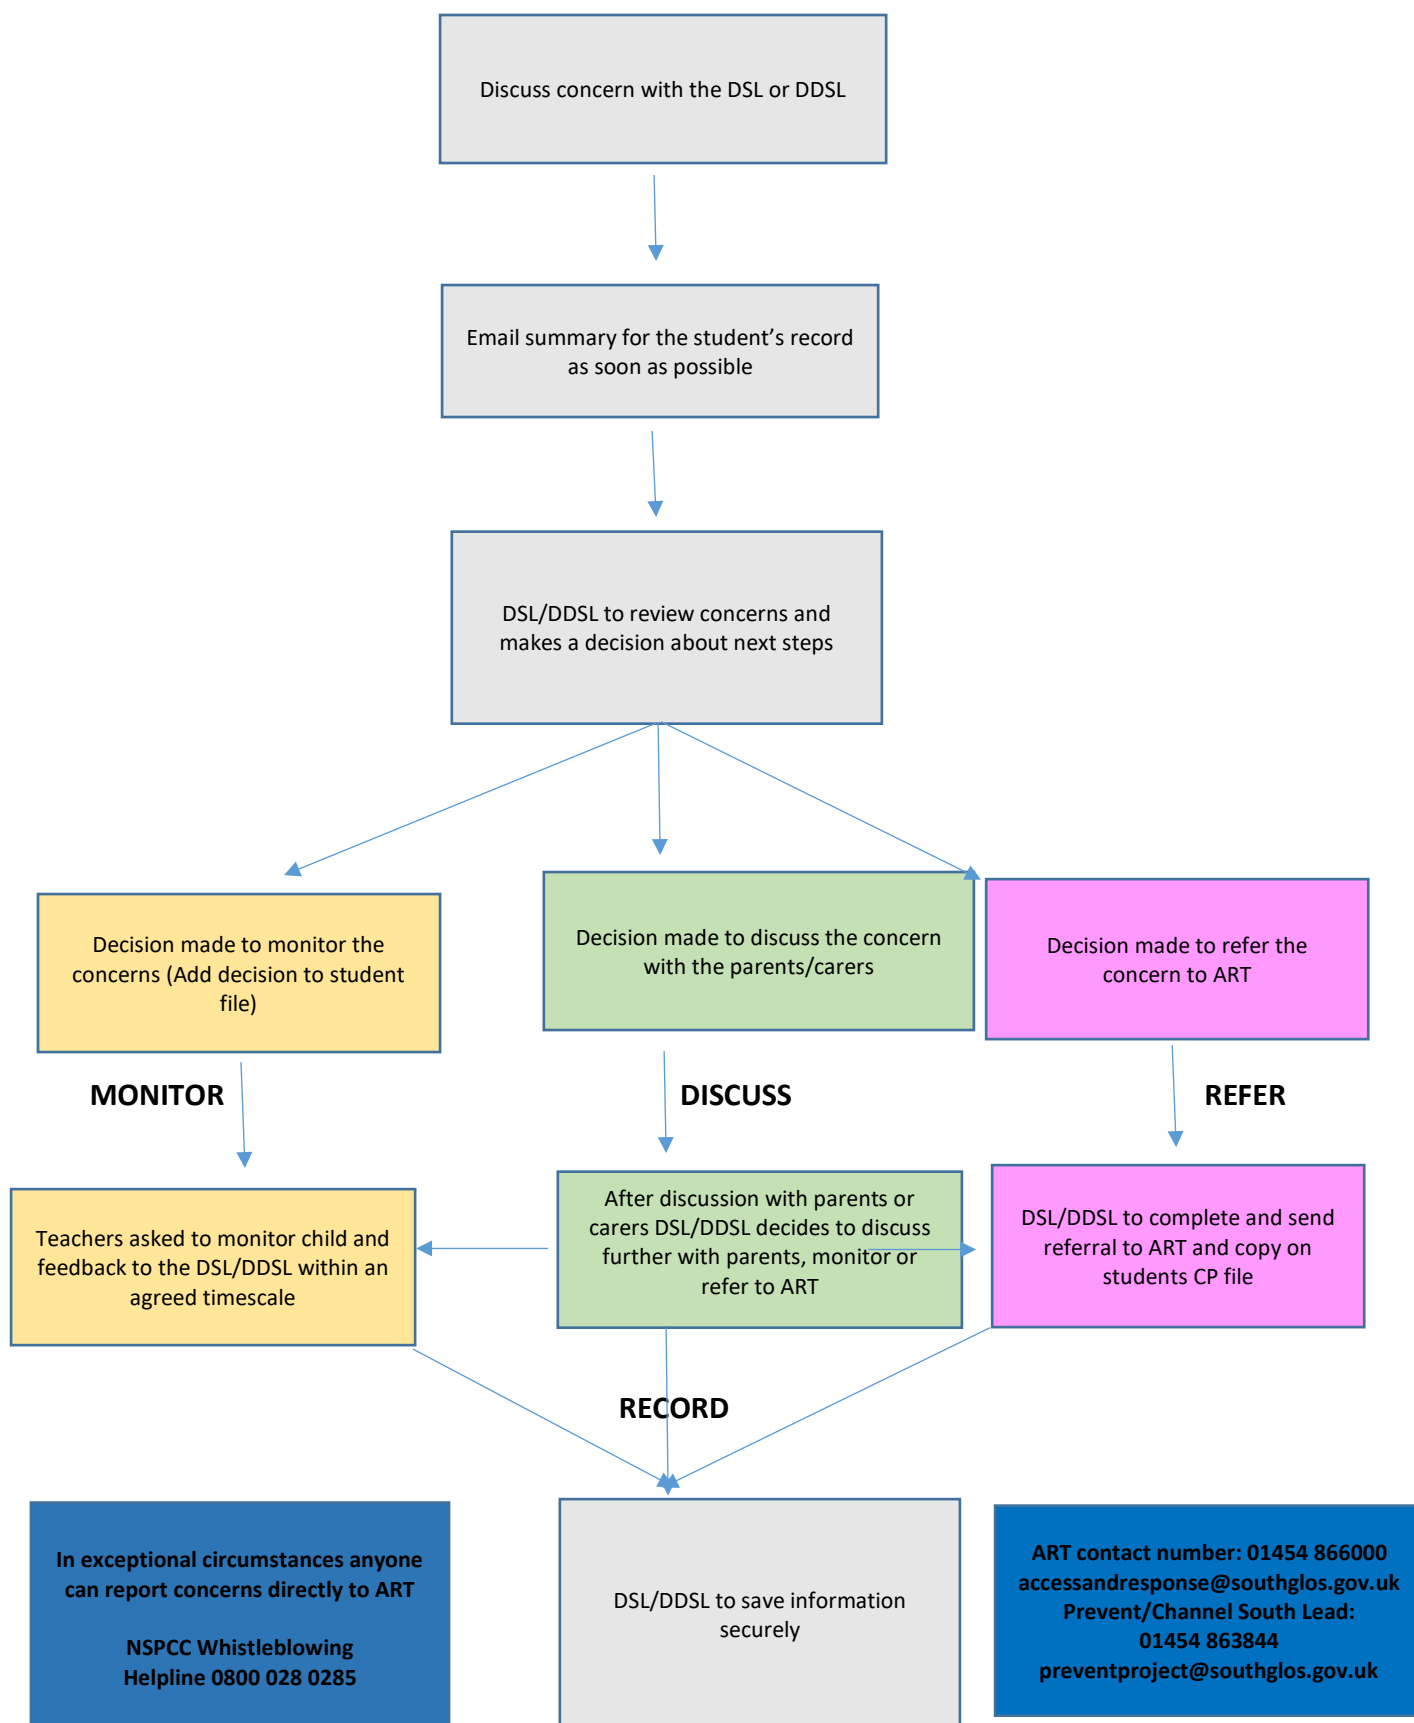 Discuss concern with the DSL or DDSL
Email summary for the student’s record
as soon as possible
DSL/DDSL to review concerns and
makes a decision about next steps
Decision made to monitor the
concerns (Add decision to student
file)
Decision made to discuss the concern
with the parents/carers
Decision made to refer the
concern to ART
MONITOR
DISCUSS
REFER
Teachers asked to monitor child and
feedback to the DSL/DDSL within an
agreed timescale
After discussion with parents or
carers DSL/DDSL decides to discuss
further with parents, monitor or
refer to ART
DSL/DDSL to complete and send
referral to ART and copy on
students CP file
RECORD
In exceptional circumstances anyone
can report concerns directly to ART
NSPCC Whistleblowing
Helpline 0800 028 0285
DSL/DDSL to save information
securely
ART contact number: 01454 866000
accessandresponse@southglos.gov.uk
Prevent/Channel South Lead:
01454 863844
preventproject@southglos.gov.uk